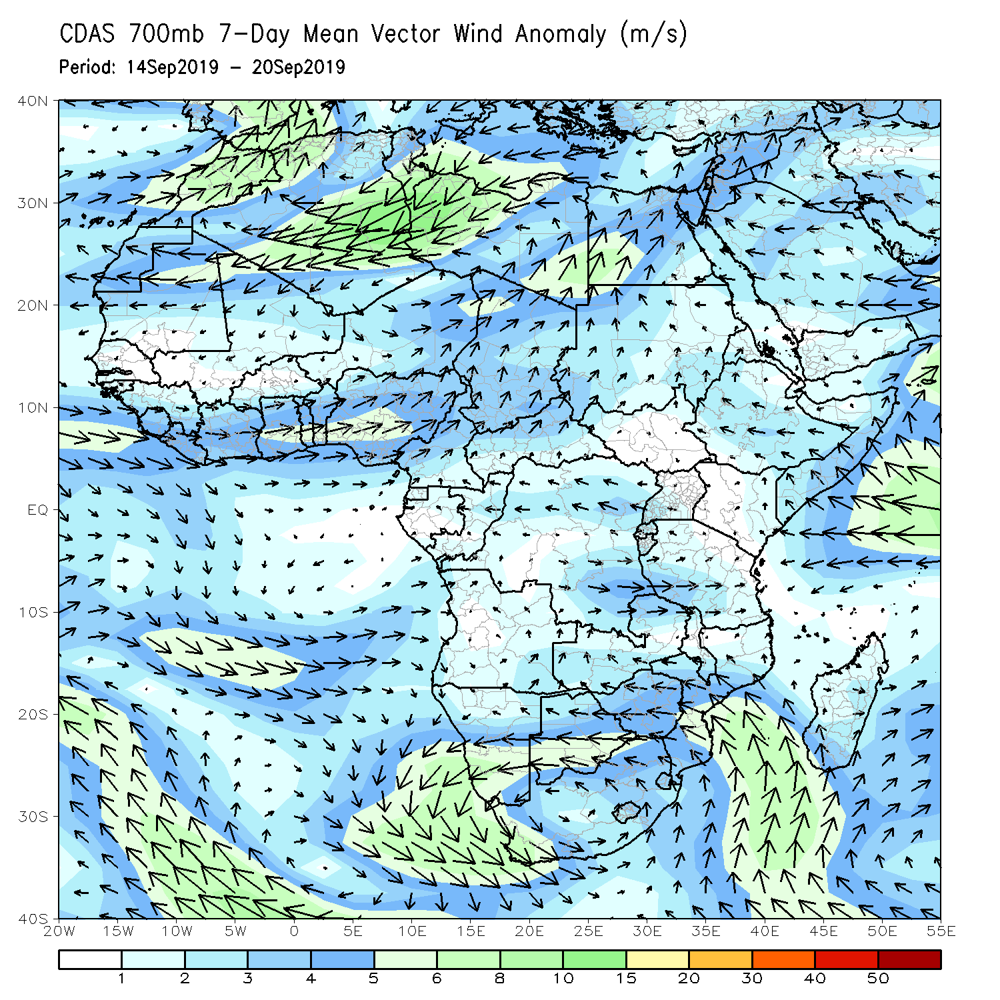 CDAS 700mb 7-Day Mean Vector Wind Anomaly (m/s)
Period: 14Sep2019 - 20Sep2019
40N
30N
20N
10N
EQ
10S
20S
30S
40S
20W 15W 10W 5W 0 5E 10E 15E 20E 25E 30E 35E 40E 45E 50E 55E
1 2 3 4 5 6 8 10 15 20 30 40 50